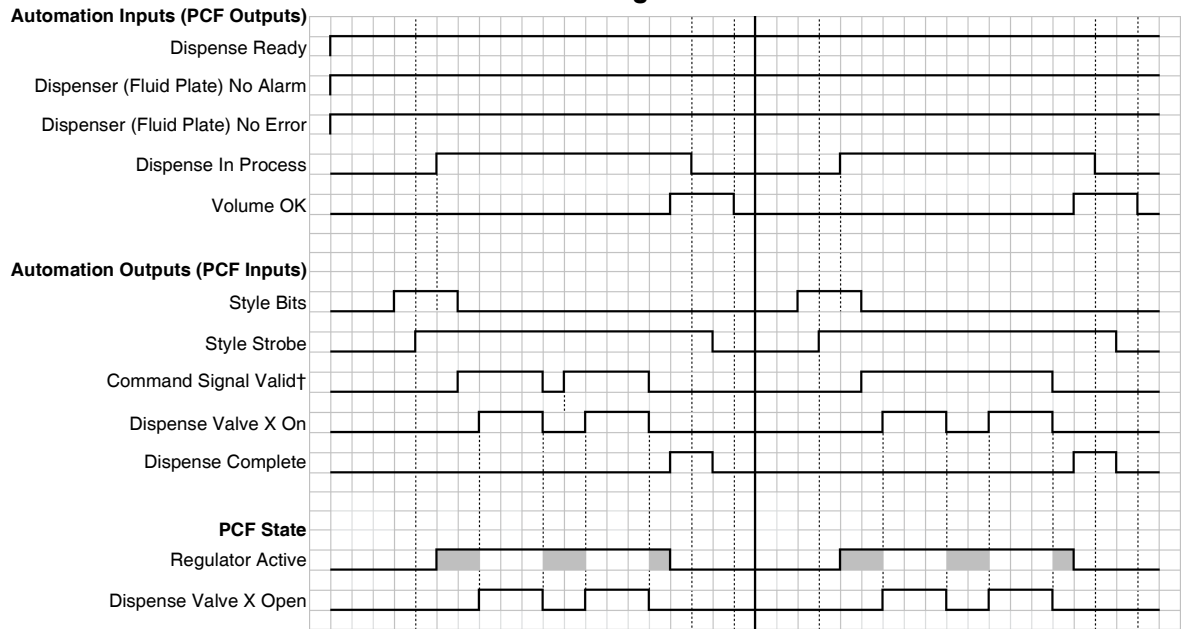 Automation Inputs (PCF Outputs)
Dispense Ready
Dispenser (Fluid Plate) No Alarm
Dispenser (Fluid Plate) No Error
Dispense In Process
Volume OK
Automation Outputs (PCF Inputs)
Style Bits
Style Strobe
Command Signal Valid†
Dispense Valve X On
Dispense Complete
PCF State
Regulator Active
Dispense Valve X Open